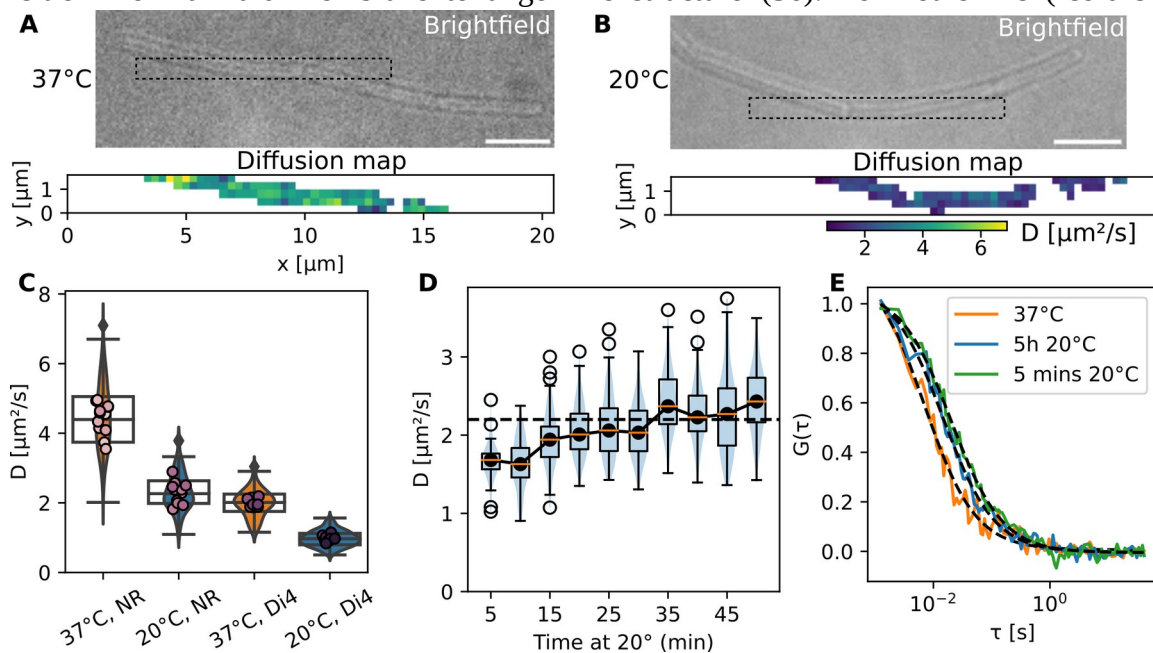 A
Brightfield
37°C
Diffusion map
y [μm]
1
0
0 5 10 15 20
x [μm]
B
Brightfield
20°C
Diffusion map
y [μm]
1
0
2 4 6
D [μm²/s]
C
8
6
4
2
0
D [μm²/s]
37°C, NR
20°C, NR
37°C, Di4
20°C, Di4
D
3
2
1
0
D [μm²/s]
5 15 25 35 45
Time at 20° (min)
E
1.0
0.8
0.6
0.4
0.2
0.0
G(τ)
37°C
5h 20°C
5 mins 20°C
10⁻² 10⁰
τ [s]